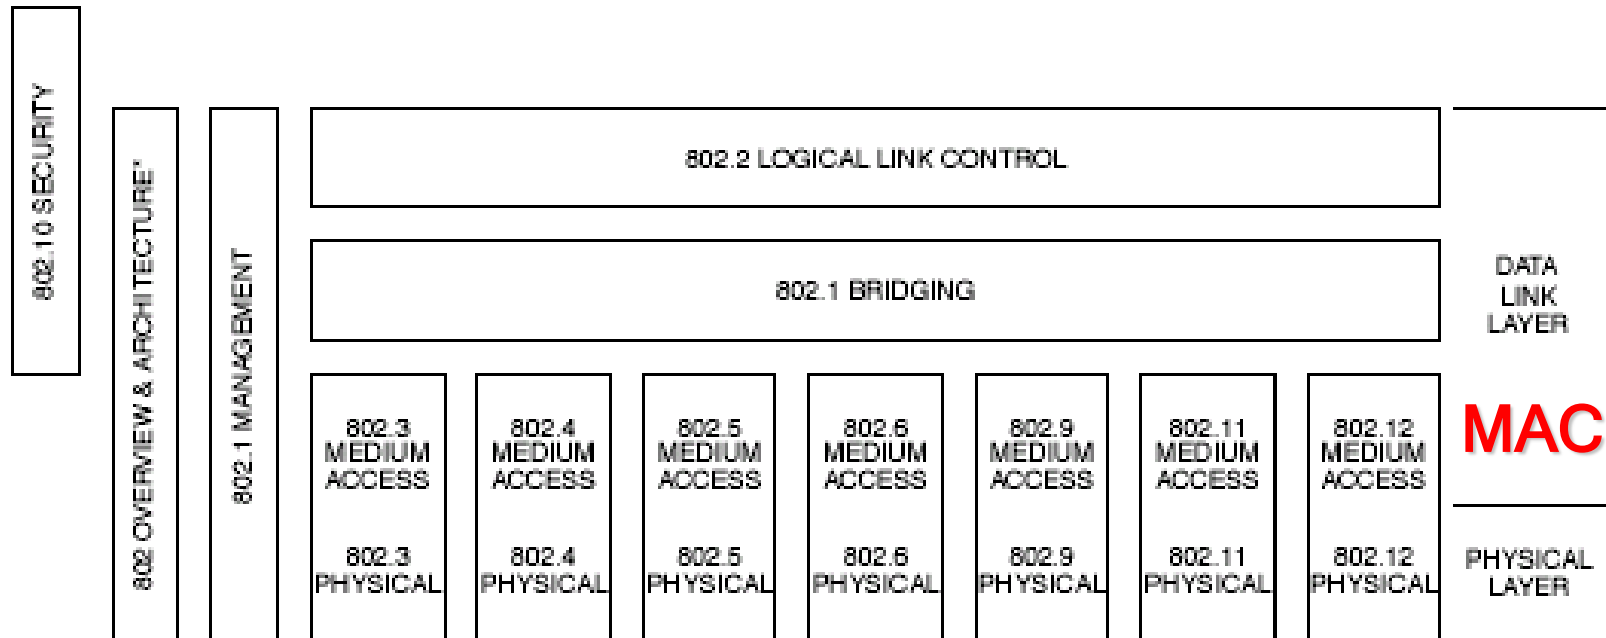 802.10 SECURITY
802 OVERVIEW & ARCHITECTURE*
802.1 MANAGEMENT
802.2 LOGICAL LINK CONTROL
802.1 BRIDGING
DATA
LINK
LAYER
802.3
MEDIUM
ACCESS
802.4
MEDIUM
ACCESS
802.5
MEDIUM
ACCESS
802.6
MEDIUM
ACCESS
802.9
MEDIUM
ACCESS
802.11
MEDIUM
ACCESS
802.12
MEDIUM
ACCESS
MAC
802.3
PHYSICAL
802.4
PHYSICAL
802.5
PHYSICAL
802.6
PHYSICAL
802.9
PHYSICAL
802.11
PHYSICAL
802.12
PHYSICAL
PHYSICAL
LAYER